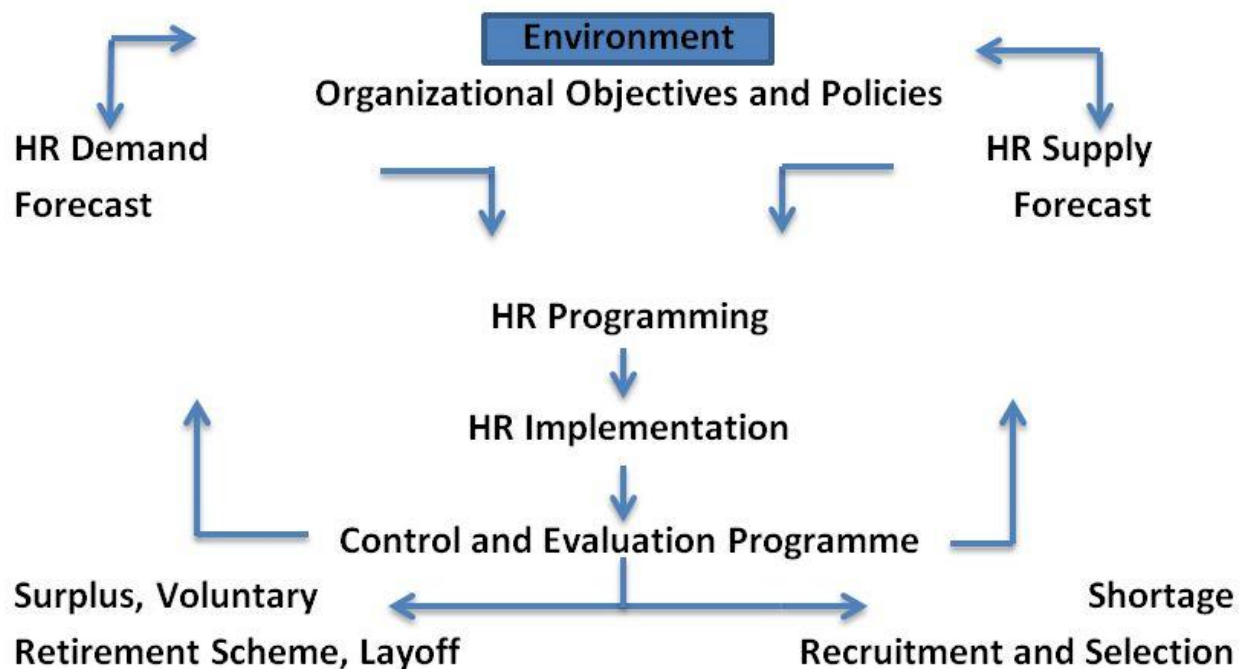 Environment
Organizational Objectives and Policies
HR Demand
Forecast
HR Supply
Forecast
HR Programming
HR Implementation
Control and Evaluation Programme
Surplus, Voluntary
Retirement Scheme, Layoff
Shortage
Recruitment and Selection